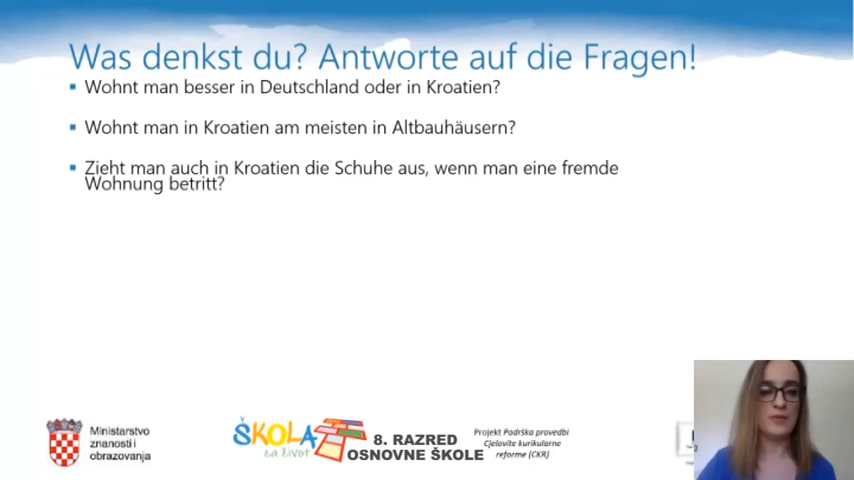 Was denkst du? Antworte auf die Fragen!
Wohnt man besser in Deutschland oder in Kroatien?
Wohnt man in Kroatien am meisten in Altbauhäusern?
Zieht man auch in Kroatien die Schuhe aus, wenn man eine fremde
Wohnung betritt?
Ministarstvo
znanosti i
obrazovanja
ŠKOLA
za život
8. RAZRED
OSNOVNE ŠKOLE
Projekt Podrška provedbi
Cjelovite kurikularne
reforme (CKR)